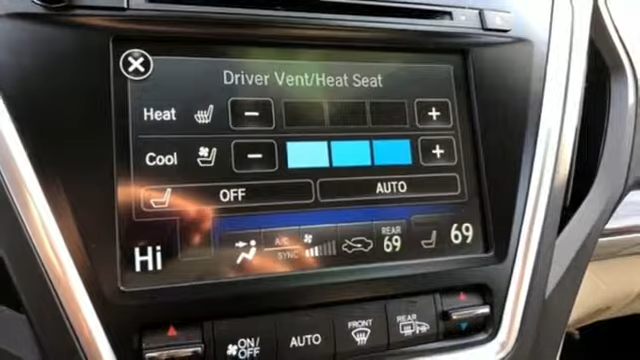 Driver Vent/Heat Seat
Heat − +
Cool − +
OFF AUTO
Hi A/C SYNC REAR 69 69
ON/OFF AUTO FRONT REAR